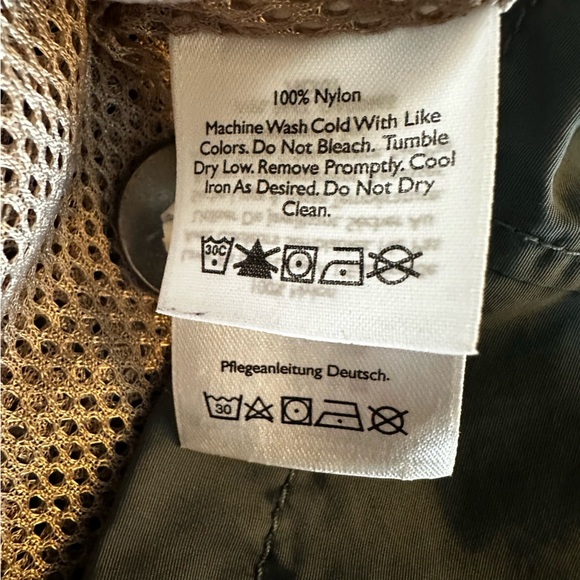 100% Nylon
Machine Wash Cold With Like
Colors. Do Not Bleach. Tumble
Dry Low. Remove Promptly. Cool
Iron As Desired. Do Not Dry
Clean.
30C
Pflegeanleitung Deutsch.
30